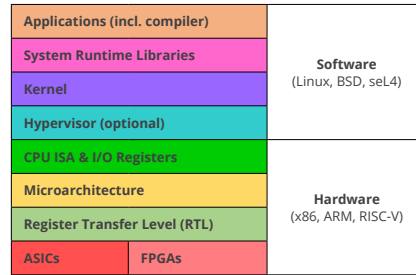 Applications (incl. compiler)
System Runtime Libraries
Kernel
Hypervisor (optional)
Software
(Linux, BSD, seL4)
CPU ISA & I/O Registers
Microarchitecture
Register Transfer Level (RTL)
ASICs
FPGAs
Hardware
(x86, ARM, RISC-V)